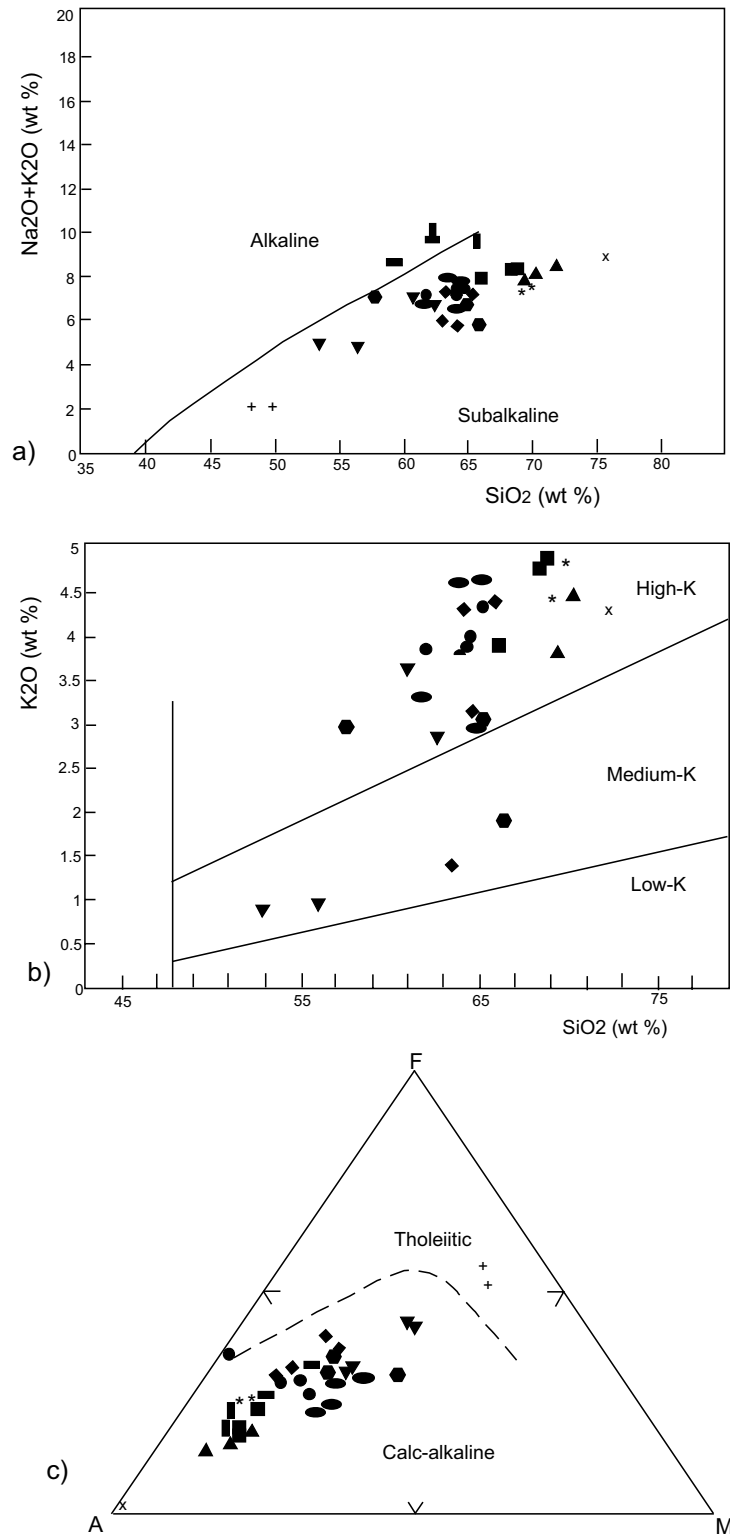 20
18
16
14
12
10
8
6
4
2
0
Na2O+K2O (wt %)
Alkaline
Subalkaline
35 40 45 50 55 60 65 70 75 80
SiO2 (wt %)
a)
5
4.5
4
3.5
3
2.5
2
1.5
1
0.5
0
K2O (wt %)
High-K
Medium-K
Low-K
45 55 65 75
SiO2 (wt %)
b)
F
Tholeiitic
Calc-alkaline
A M
c)